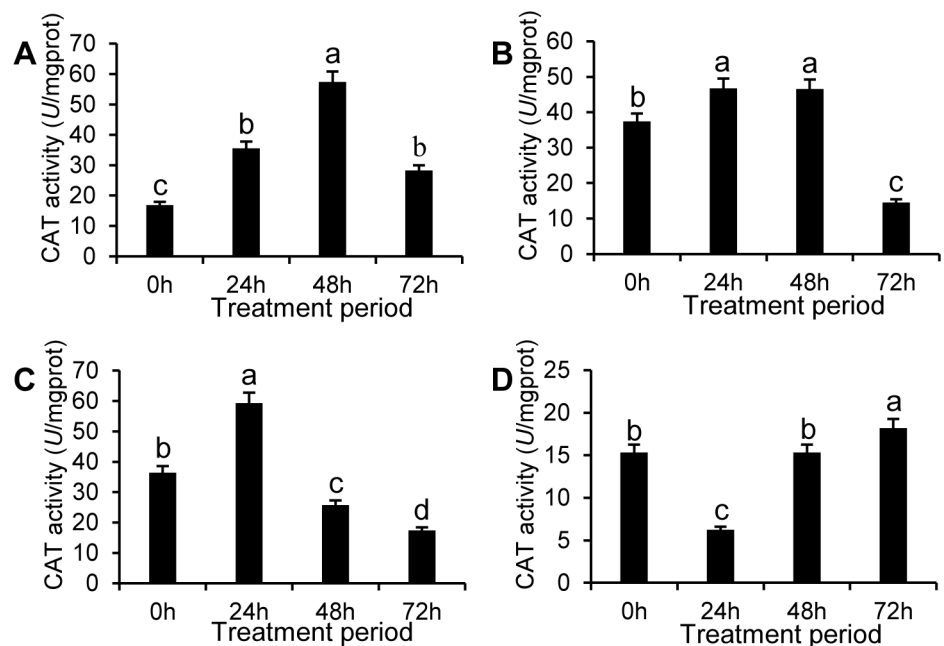 A
CAT activity (U/mgprot)
70
60
50
40
30
20
10
0
c
b
a
b
0h 24h 48h 72h
Treatment period
B
CAT activity (U/mgprot)
60
50
40
30
20
10
0
b
a
a
c
0h 24h 48h 72h
Treatment period
C
CAT activity (U/mgprot)
70
60
50
40
30
20
10
0
b
a
c
d
0h 24h 48h 72h
Treatment period
D
CAT activity (U/mgprot)
25
20
15
10
5
0
b
c
b
a
0h 24h 48h 72h
Treatment period